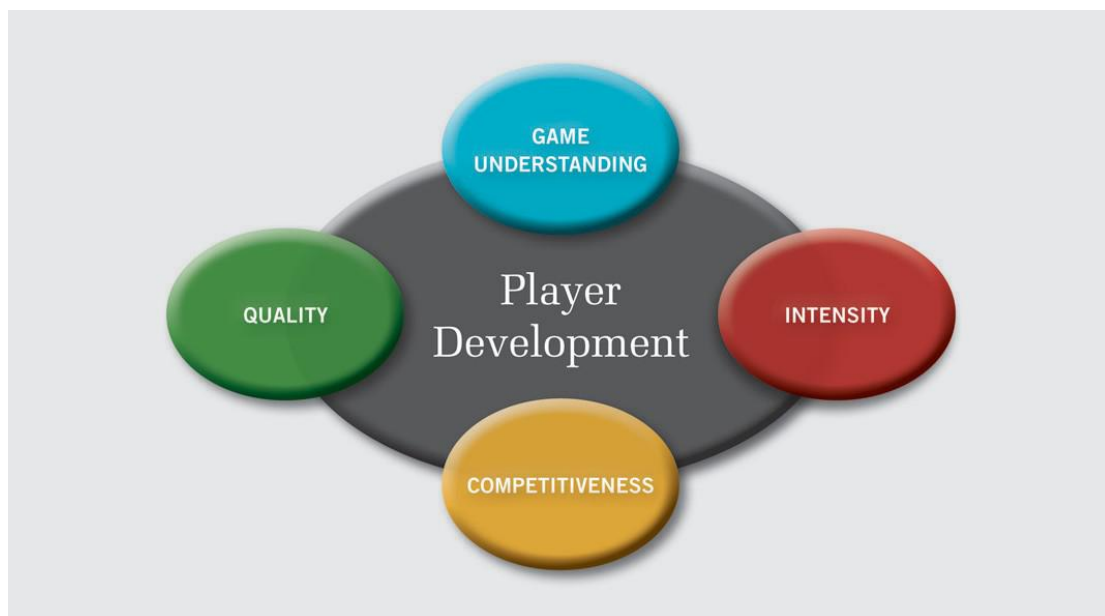 GAME
UNDERSTANDING
QUALITY
Player
Development
INTENSITY
COMPETITIVENESS